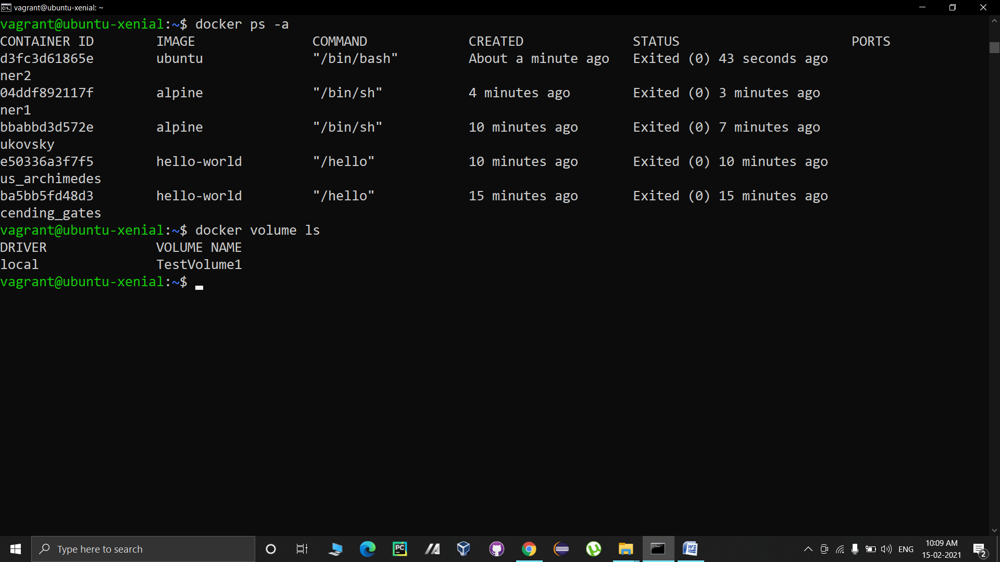 vagrant@ubuntu-xenial: ~
vagrant@ubuntu-xenial:~$ docker ps -a
CONTAINER ID        IMAGE               COMMAND             CREATED              STATUS                      PORTS
d3fc3d61865e        ubuntu              "/bin/bash"         About a minute ago   Exited (0) 43 seconds ago
ner2
04ddf892117f        alpine              "/bin/sh"           4 minutes ago        Exited (0) 3 minutes ago
ner1
bbabbd3d572e        alpine              "/bin/sh"           10 minutes ago       Exited (0) 7 minutes ago
ukovsky
e50336a3f7f5        hello-world         "/hello"            10 minutes ago       Exited (0) 10 minutes ago
us_archimedes
ba5bb5fd48d3        hello-world         "/hello"            15 minutes ago       Exited (0) 15 minutes ago
cending_gates
vagrant@ubuntu-xenial:~$ docker volume ls
DRIVER              VOLUME NAME
local               TestVolume1
vagrant@ubuntu-xenial:~$
Type here to search
PC
ENG
10:09 AM
15-02-2021
2